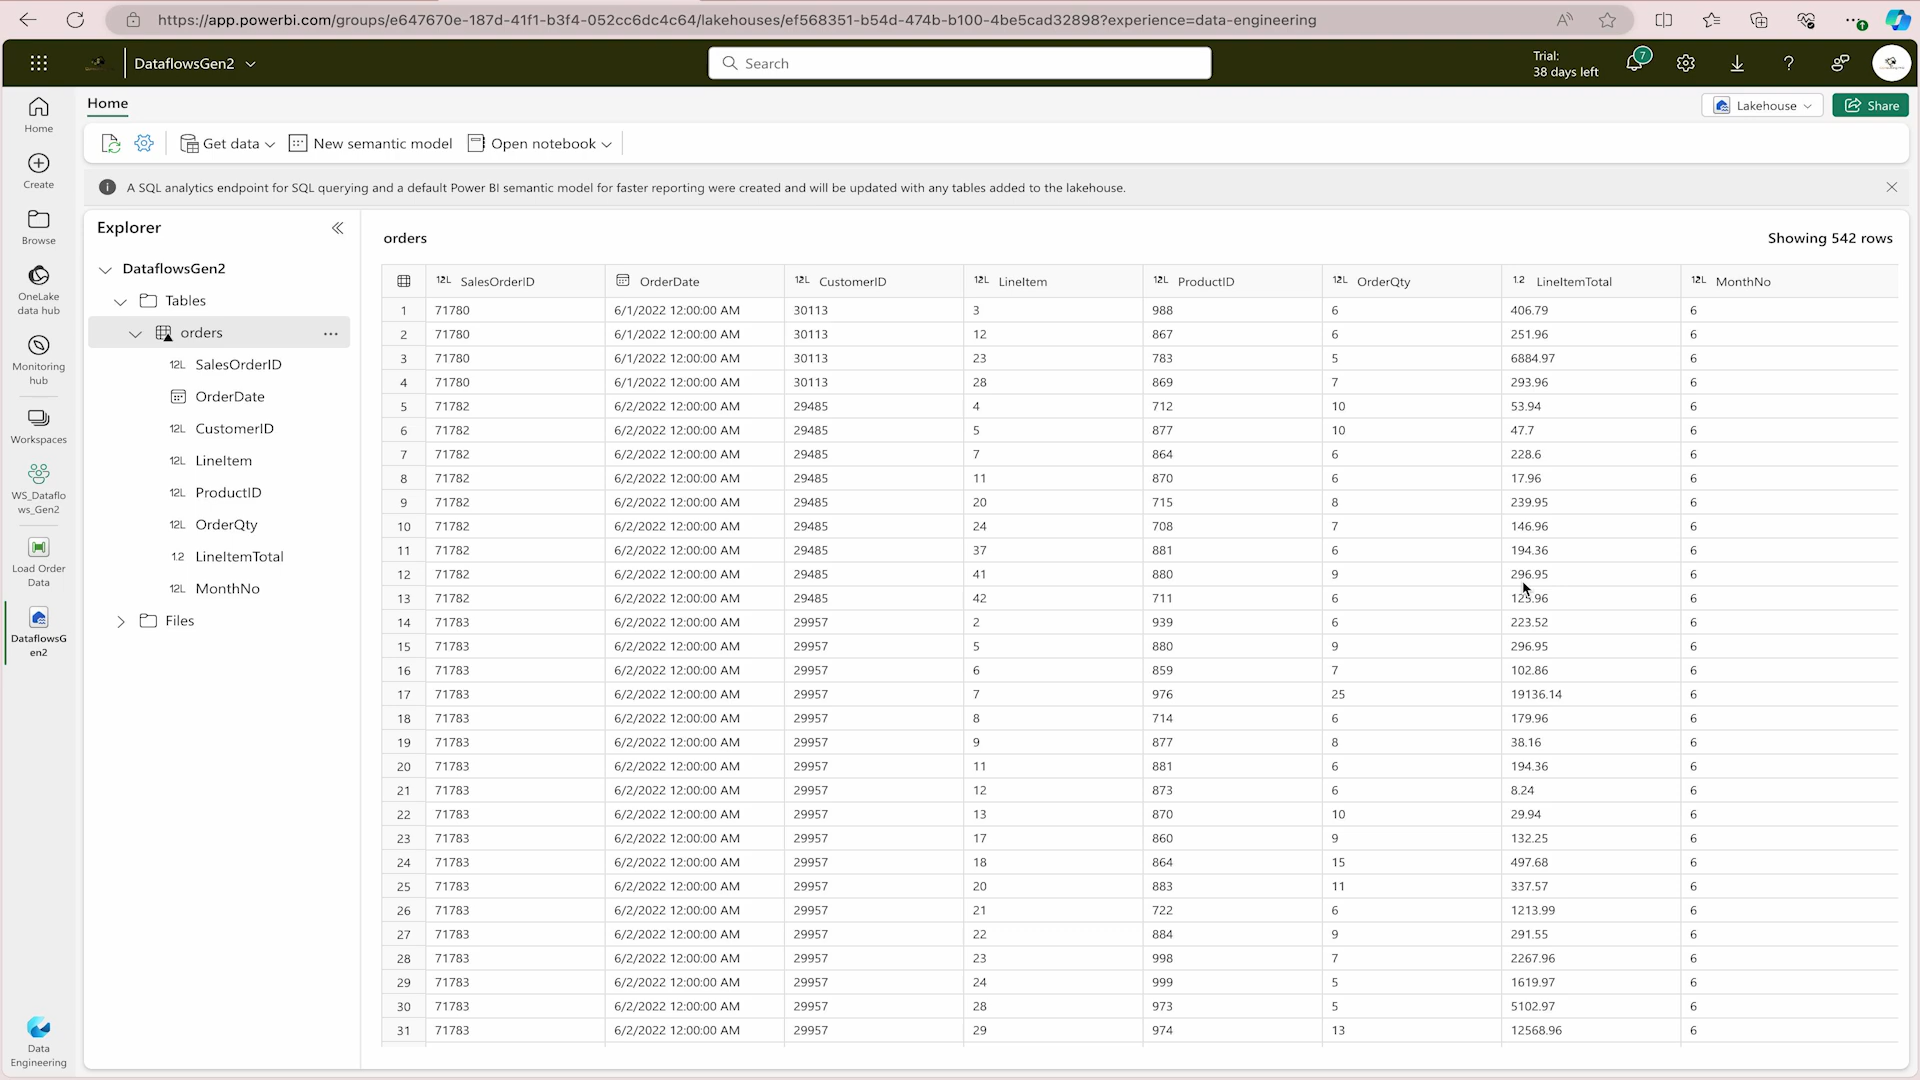 https://app.powerbi.com/groups/e647670e-187d-41f1-b3f4-052cc6dc4c64/lakehouses/ef568351-b54d-474b-b100-4be5cad32898?experience=data-engineering
DataflowsGen2
Search
Trial:
38 days left
7
Home
Lakehouse
Share
Get data
New semantic model
Open notebook
A SQL analytics endpoint for SQL querying and a default Power BI semantic model for faster reporting were created and will be updated with any tables added to the lakehouse.
Home
Create
Browse
OneLake
data hub
Monitoring
hub
Workspaces
WS_Dataflo
ws_Gen2
Load Order
Data
DataflowsG
en2
Data
Engineering
Explorer
DataflowsGen2
Tables
orders
12L SalesOrderID
OrderDate
12L CustomerID
12L LineItem
12L ProductID
12L OrderQty
1.2 LineItemTotal
12L MonthNo
Files
orders
Showing 542 rows
12L SalesOrderID OrderDate 12L CustomerID 12L LineItem 12L ProductID 12L OrderQty 1.2 LineItemTotal 12L MonthNo
1 71780 6/1/2022 12:00:00 AM 30113 3 988 6 406.79 6
2 71780 6/1/2022 12:00:00 AM 30113 12 867 6 251.96 6
3 71780 6/1/2022 12:00:00 AM 30113 23 783 5 6884.97 6
4 71780 6/1/2022 12:00:00 AM 30113 28 869 7 293.96 6
5 71782 6/2/2022 12:00:00 AM 29485 4 712 10 53.94 6
6 71782 6/2/2022 12:00:00 AM 29485 5 877 10 47.7 6
7 71782 6/2/2022 12:00:00 AM 29485 7 864 6 228.6 6
8 71782 6/2/2022 12:00:00 AM 29485 11 870 6 17.96 6
9 71782 6/2/2022 12:00:00 AM 29485 20 715 8 239.95 6
10 71782 6/2/2022 12:00:00 AM 29485 24 708 7 146.96 6
11 71782 6/2/2022 12:00:00 AM 29485 37 881 6 194.36 6
12 71782 6/2/2022 12:00:00 AM 29485 41 880 9 296.95 6
13 71782 6/2/2022 12:00:00 AM 29485 42 711 6 125.96 6
14 71783 6/2/2022 12:00:00 AM 29957 2 939 6 223.52 6
15 71783 6/2/2022 12:00:00 AM 29957 5 880 9 296.95 6
16 71783 6/2/2022 12:00:00 AM 29957 6 859 7 102.86 6
17 71783 6/2/2022 12:00:00 AM 29957 7 976 25 19136.14 6
18 71783 6/2/2022 12:00:00 AM 29957 8 714 6 179.96 6
19 71783 6/2/2022 12:00:00 AM 29957 9 877 8 38.16 6
20 71783 6/2/2022 12:00:00 AM 29957 11 881 6 194.36 6
21 71783 6/2/2022 12:00:00 AM 29957 12 873 6 8.24 6
22 71783 6/2/2022 12:00:00 AM 29957 13 870 10 29.94 6
23 71783 6/2/2022 12:00:00 AM 29957 17 860 9 132.25 6
24 71783 6/2/2022 12:00:00 AM 29957 18 864 15 497.68 6
25 71783 6/2/2022 12:00:00 AM 29957 20 883 11 337.57 6
26 71783 6/2/2022 12:00:00 AM 29957 21 722 6 1213.99 6
27 71783 6/2/2022 12:00:00 AM 29957 22 884 9 291.55 6
28 71783 6/2/2022 12:00:00 AM 29957 23 998 7 2267.96 6
29 71783 6/2/2022 12:00:00 AM 29957 24 999 5 1619.97 6
30 71783 6/2/2022 12:00:00 AM 29957 28 973 5 5102.97 6
31 71783 6/2/2022 12:00:00 AM 29957 29 974 13 12568.96 6